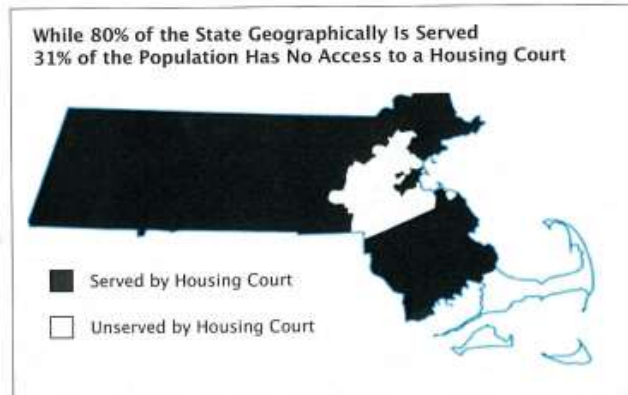 While 80% of the State Geographically Is Served
31% of the Population Has No Access to a Housing Court
Served by Housing Court
Unserved by Housing Court